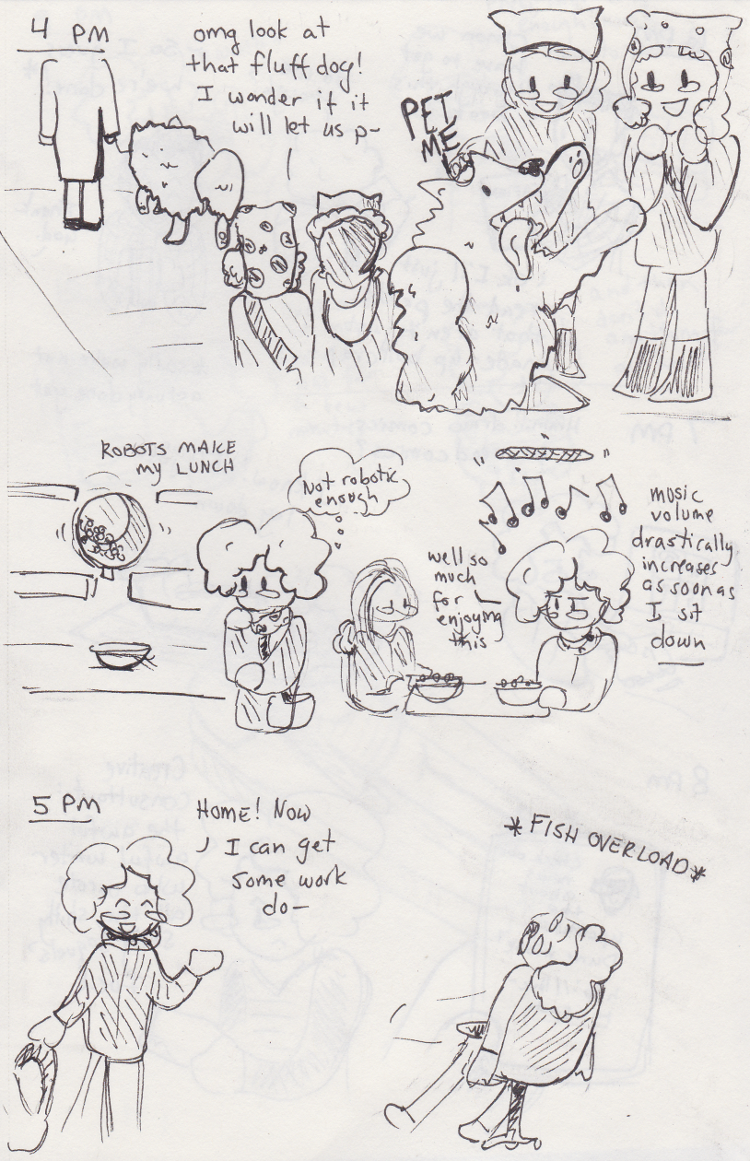 4 PM
omg look at
that fluff dog!
I wonder if it
will let us p-
PET
ME
ROBOTS MAKE
MY LUNCH
Not robotic
enough
well so
much
for
enjoying
this
music
volume
drastically
increases
as soon as
I sit
down
5 PM
HOME! NOW
I can get
some work
do-
*FISH OVERLOAD*